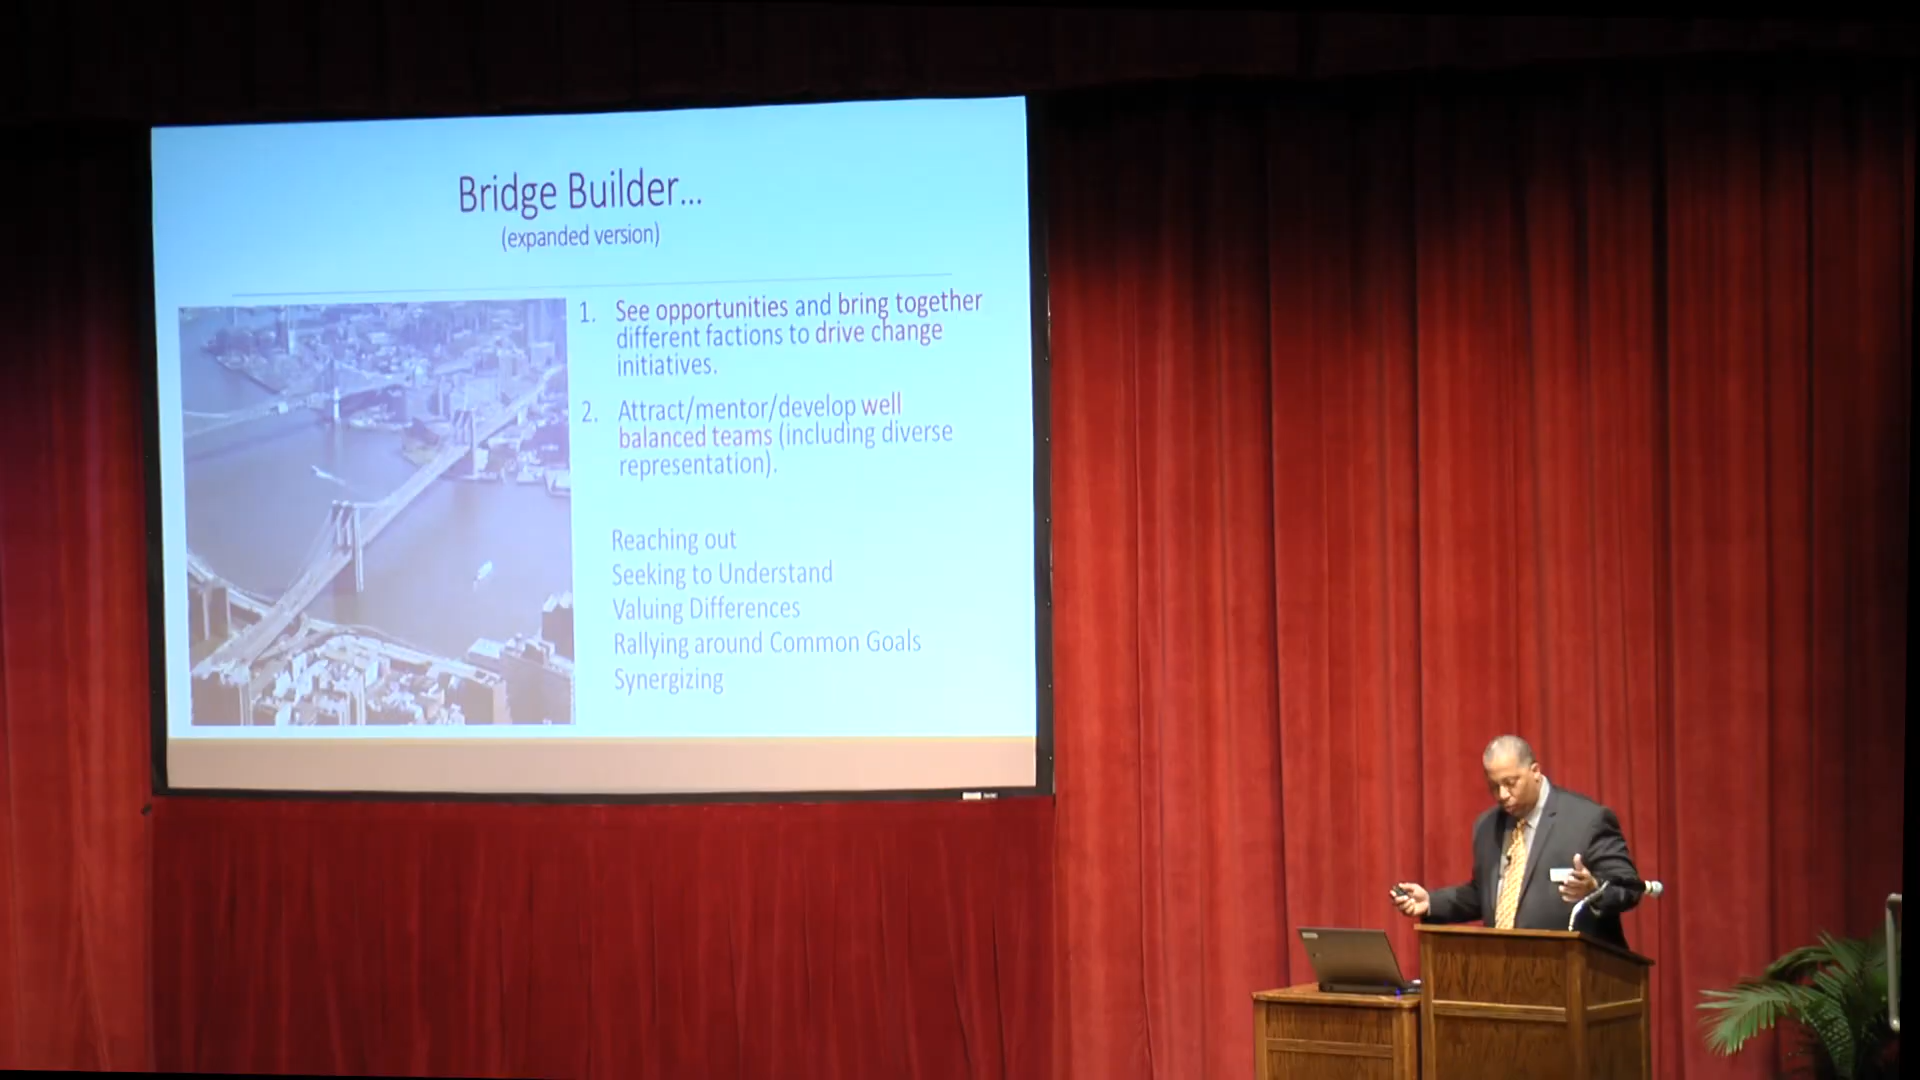 Bridge Builder...
(expanded version)
1. See opportunities and bring together
different factions to drive change
initiatives.
2. Attract/mentor/develop well
balanced teams (including diverse
representation).
Reaching out
Seeking to Understand
Valuing Differences
Rallying around Common Goals
Synergizing